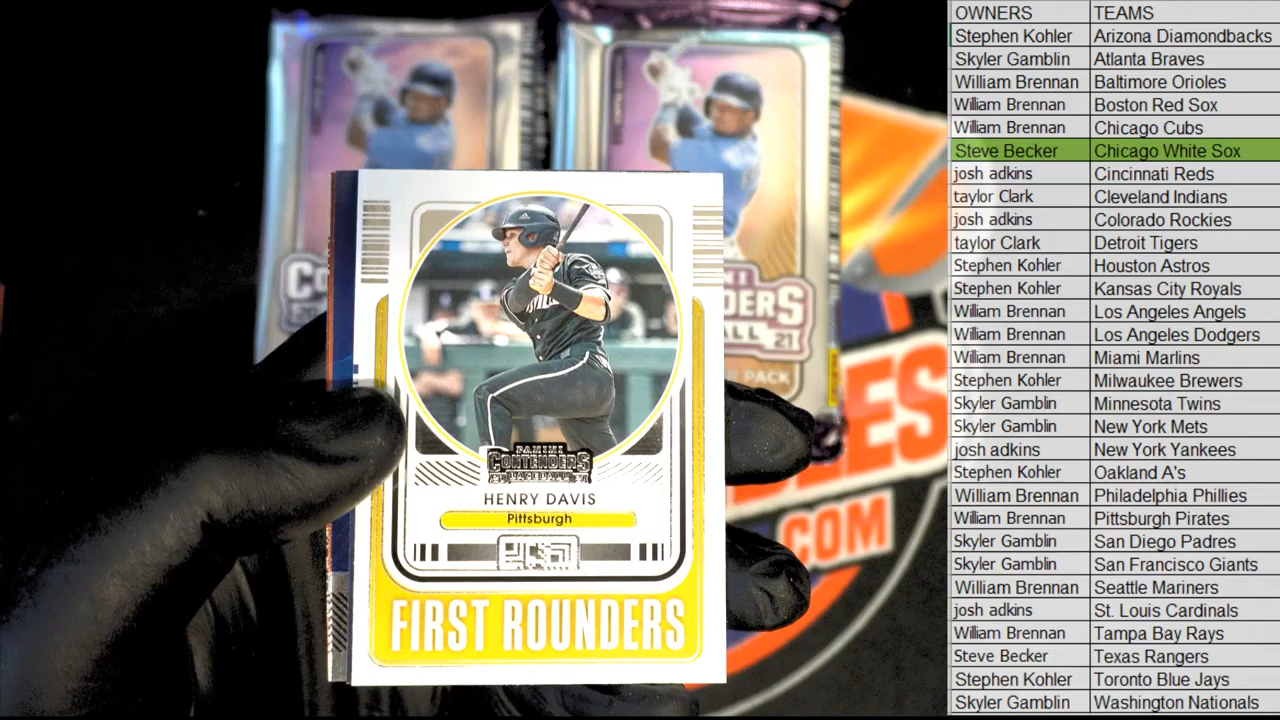 OWNERS TEAMS
Stephen Kohler Arizona Diamondbacks
Skyler Gamblin Atlanta Braves
William Brennan Baltimore Orioles
William Brennan Boston Red Sox
William Brennan Chicago Cubs
Steve Becker Chicago White Sox
josh adkins Cincinnati Reds
taylor Clark Cleveland Indians
josh adkins Colorado Rockies
taylor Clark Detroit Tigers
Stephen Kohler Houston Astros
Stephen Kohler Kansas City Royals
William Brennan Los Angeles Angels
William Brennan Los Angeles Dodgers
William Brennan Miami Marlins
Stephen Kohler Milwaukee Brewers
Skyler Gamblin Minnesota Twins
Skyler Gamblin New York Mets
josh adkins New York Yankees
Stephen Kohler Oakland A's
William Brennan Philadelphia Phillies
William Brennan Pittsburgh Pirates
Skyler Gamblin San Diego Padres
Skyler Gamblin San Francisco Giants
William Brennan Seattle Mariners
josh adkins St. Louis Cardinals
William Brennan Tampa Bay Rays
Steve Becker Texas Rangers
Stephen Kohler Toronto Blue Jays
Skyler Gamblin Washington Nationals
PANINI
CONTENDERS
BASEBALL
HENRY DAVIS
Pittsburgh
FIRST ROUNDERS
21
PACK
COM